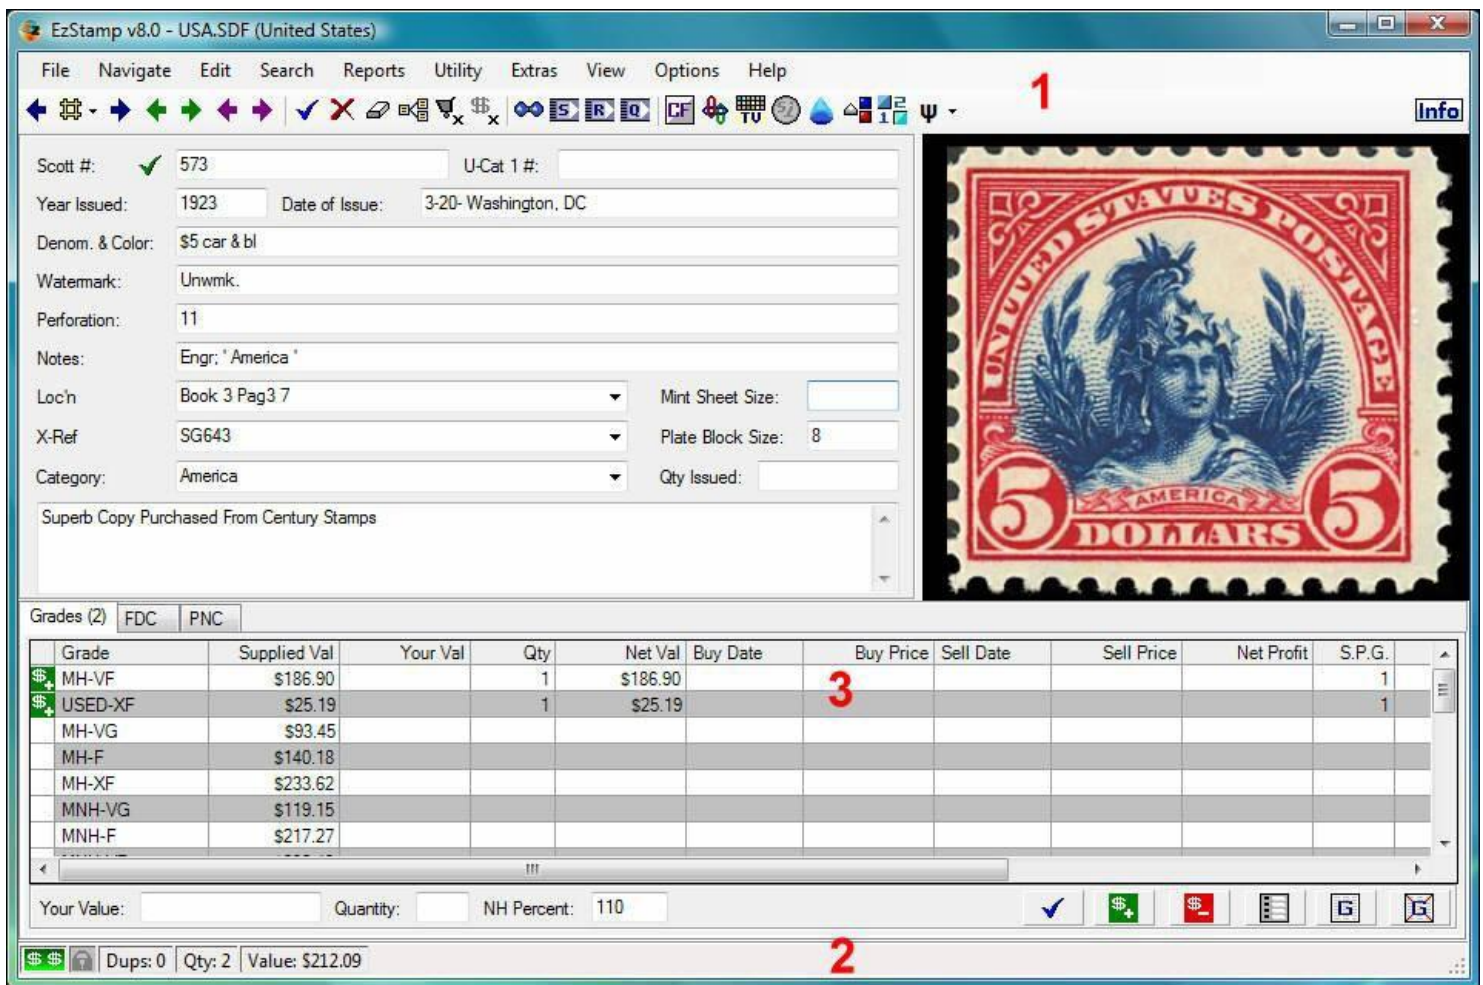 EzStamp v8.0 - USA.SDF (United States)
File Navigate Edit Search Reports Utility Extras View Options Help
1
S R Q CF TV Info
Scott #: 573 U-Cat 1 #:
Year Issued: 1923 Date of Issue: 3-20- Washington, DC
Denom. & Color: $5 car & bl
Watermark: Unwmk.
Perforation: 11
Notes: Engr; ' America '
Loc'n Book 3 Pag3 7 Mint Sheet Size:
X-Ref SG643 Plate Block Size: 8
Category: America Qty Issued:
Superb Copy Purchased From Century Stamps
UNITED STATES POSTAGE
5 AMERICA 5
DOLLARS
Grades (2) FDC PNC
Grade Supplied Val Your Val Qty Net Val Buy Date Buy Price Sell Date Sell Price Net Profit S.P.G.
MH-VF $186.90 1 $186.90 1
3
USED-XF $25.19 1 $25.19 1
MH-VG $93.45
MH-F $140.18
MH-XF $233.62
MNH-VG $119.15
MNH-F $217.27
Your Value: Quantity: NH Percent: 110 $+ $- G G
$ $ Dups: 0 Qty: 2 Value: $212.09
2